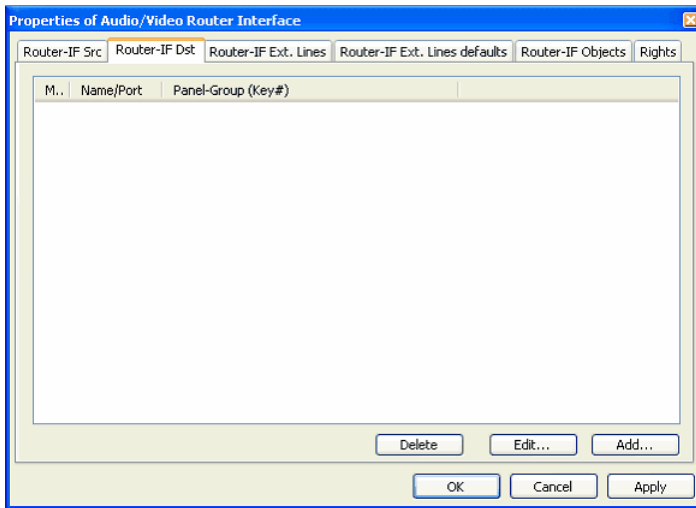 Properties of Audio/Video Router Interface
Router-IF Src Router-IF Dst Router-IF Ext. Lines Router-IF Ext. Lines defaults Router-IF Objects Rights
M.. Name/Port Panel-Group (Key#)
Delete Edit... Add...
OK Cancel Apply